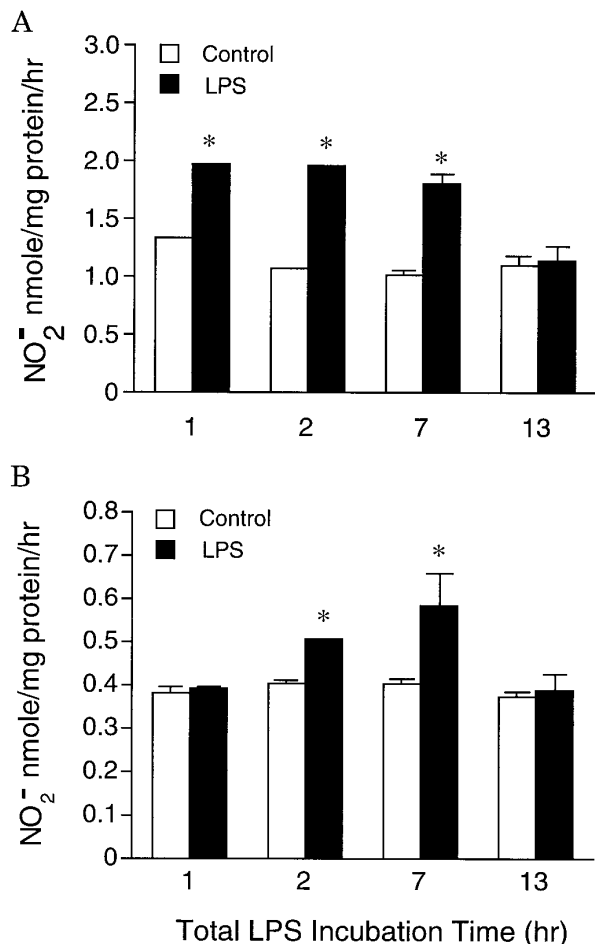 A
NO2- nmole/mg protein/hr
3.0
2.5
2.0
1.5
1.0
0.5
0
Control
LPS
*
*
*
1 2 7 13
B
NO2- nmole/mg protein/hr
0.8
0.7
0.6
0.5
0.4
0.3
0.2
0.1
0
Control
LPS
*
*
1 2 7 13
Total LPS Incubation Time (hr)